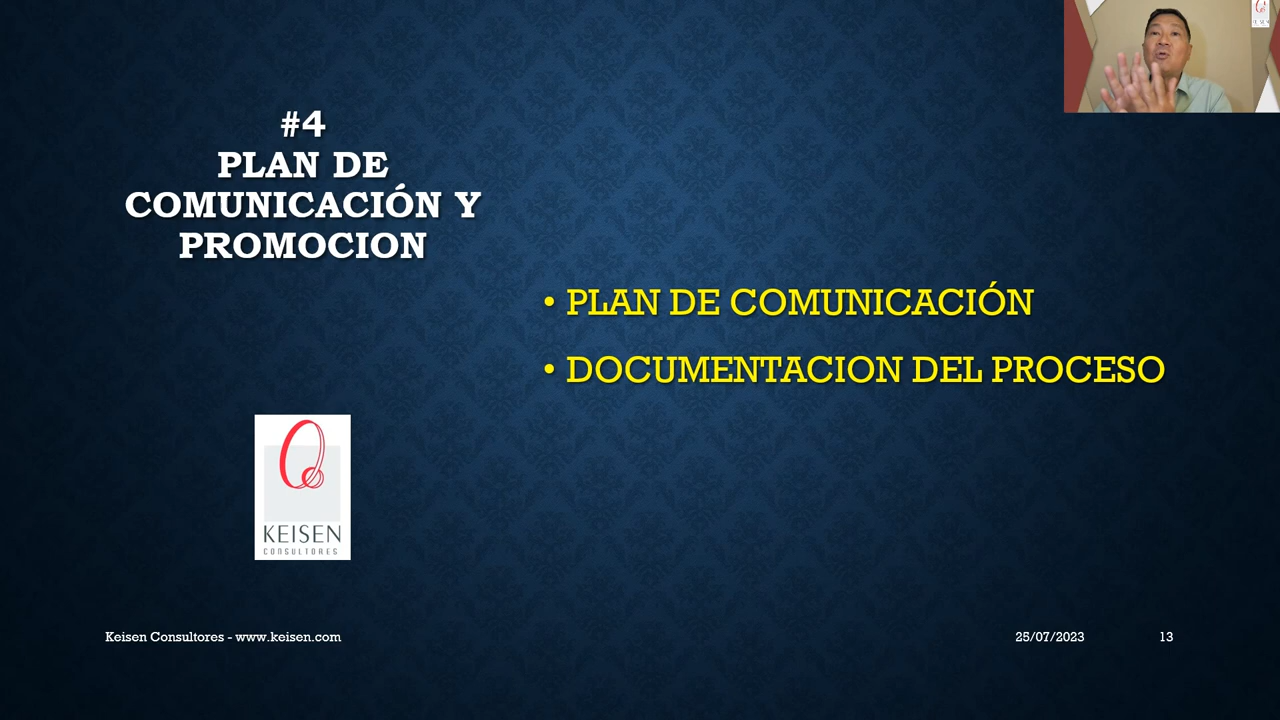 #4
PLAN DE
COMUNICACIÓN Y
PROMOCION
• PLAN DE COMUNICACIÓN
• DOCUMENTACION DEL PROCESO
KEISEN
CONSULTORES
Keisen Consultores - www.keisen.com
25/07/2023
13